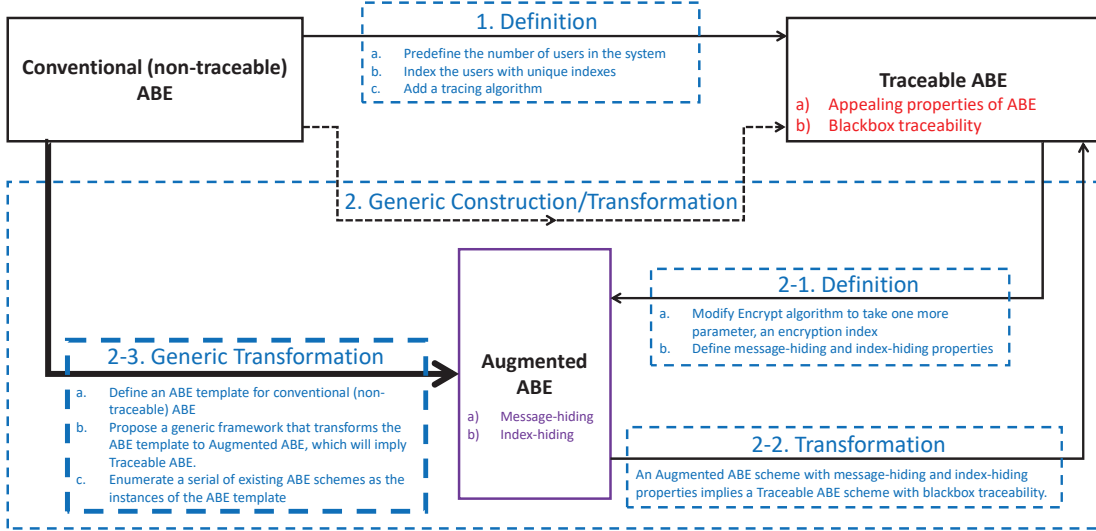 1. Definition
a. Predefine the number of users in the system
b. Index the users with unique indexes
c. Add a tracing algorithm
Conventional (non-traceable)
ABE
Traceable ABE
a) Appealing properties of ABE
b) Blackbox traceability
2. Generic Construction/Transformation
2-1. Definition
a. Modify Encrypt algorithm to take one more
parameter, an encryption index
b. Define message-hiding and index-hiding properties
2-3. Generic Transformation
a. Define an ABE template for conventional (non-
traceable) ABE
b. Propose a generic framework that transforms the
ABE template to Augmented ABE, which will imply
Traceable ABE.
c. Enumerate a serial of existing ABE schemes as the
instances of the ABE template
Augmented
ABE
a) Message-hiding
b) Index-hiding
2-2. Transformation
An Augmented ABE scheme with message-hiding and index-hiding
properties implies a Traceable ABE scheme with blackbox traceability.